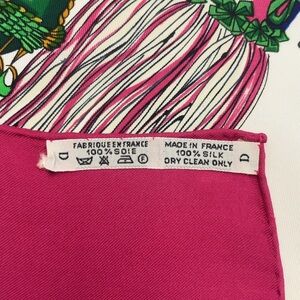 D
FABRIQUE EN FRANCE
100% SOIE
MADE IN FRANCE
100% SILK
DRY CLEAN ONLY
D